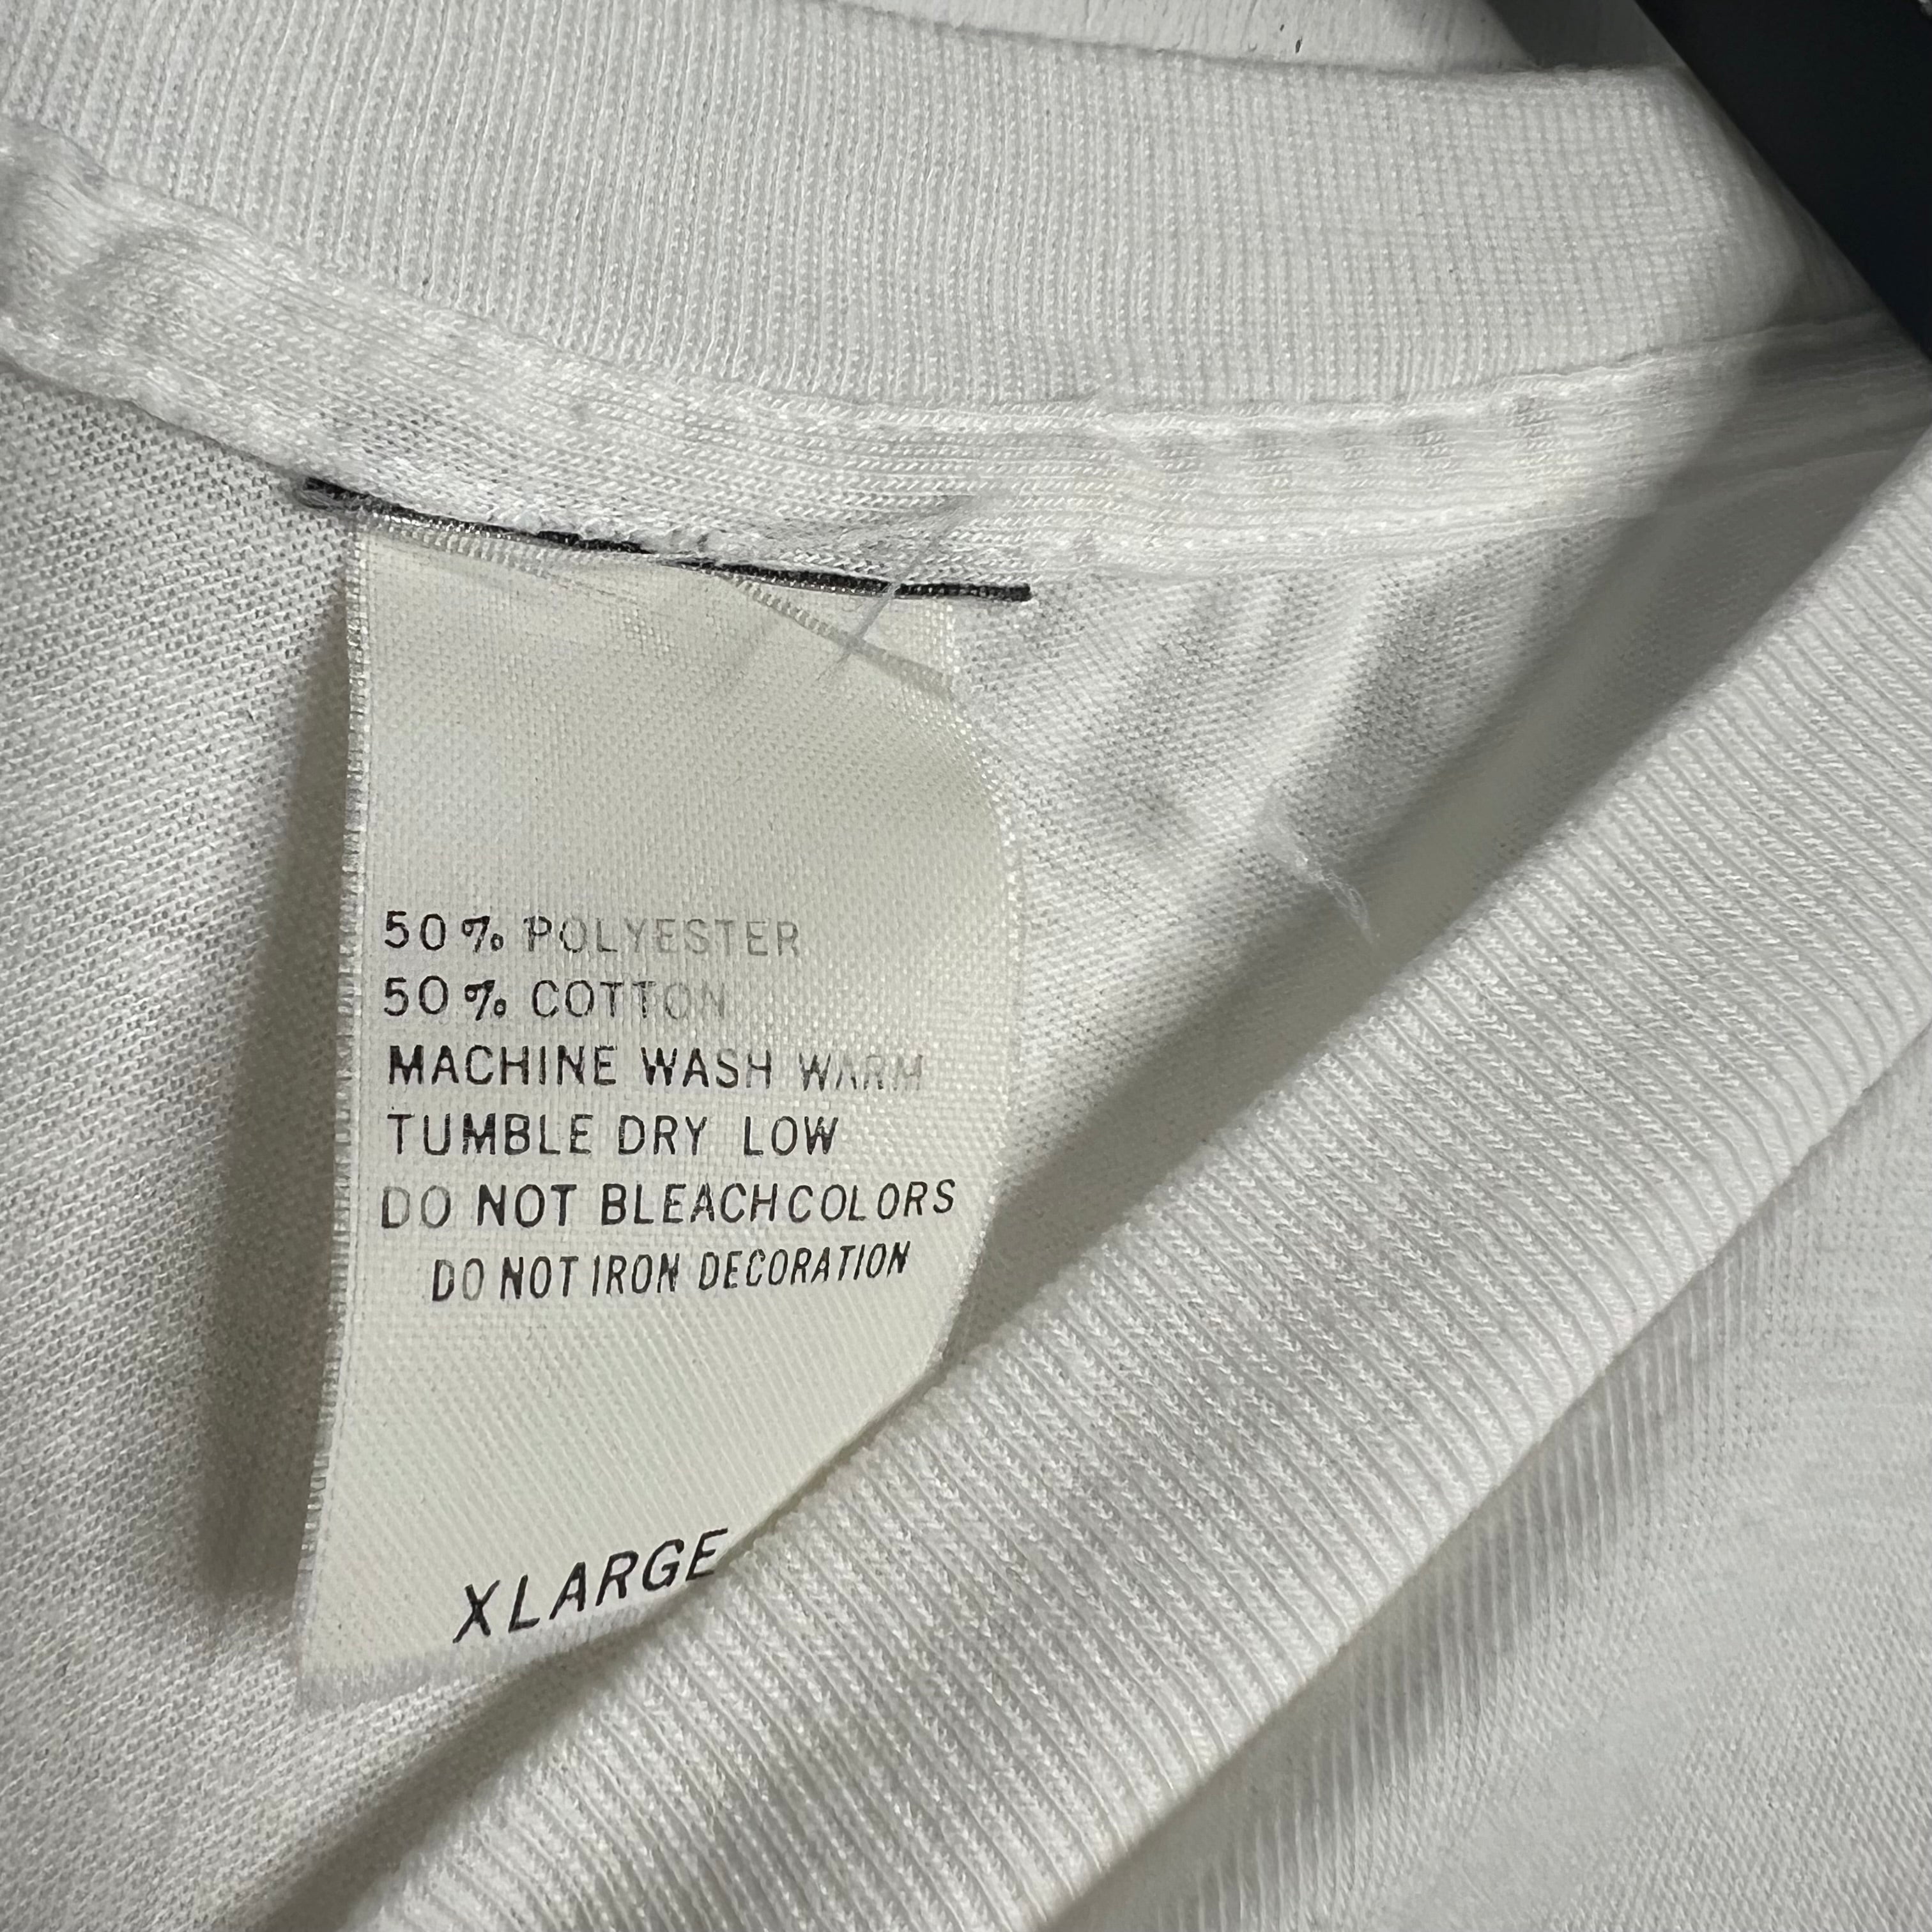 50% POLYESTER
50% COTTON
MACHINE WASH WARM
TUMBLE DRY LOW
DO NOT BLEACH COLORS
DO NOT IRON DECORATION
XLARGE